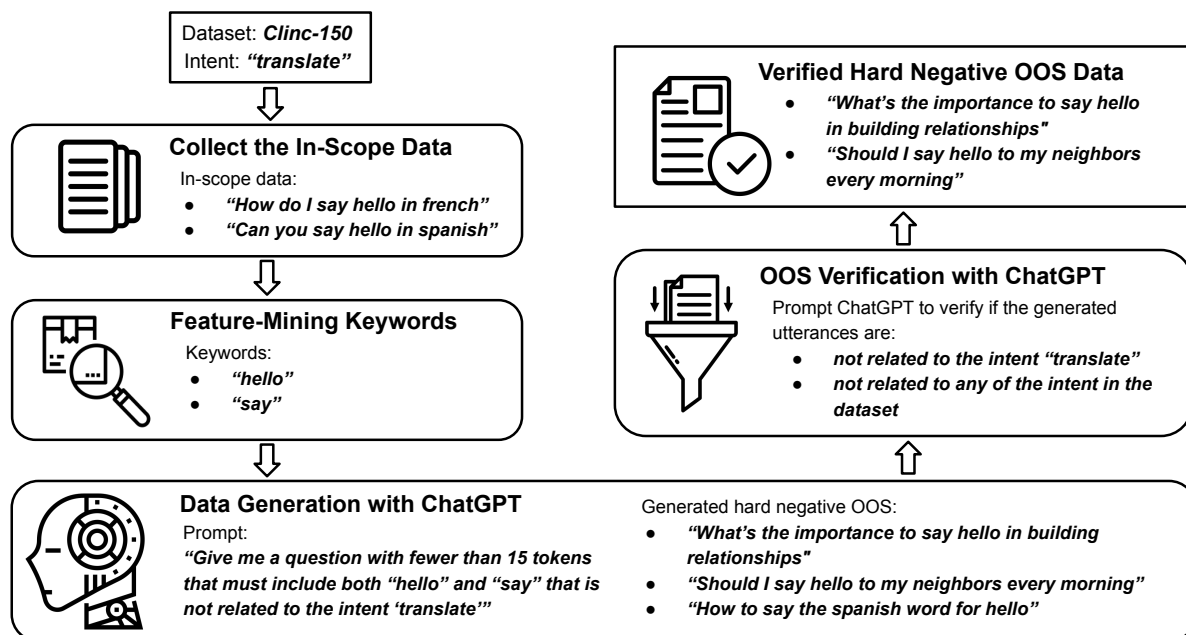 Dataset: Clinc-150
Intent: “translate”
Collect the In-Scope Data
In-scope data:
● “How do I say hello in french”
● “Can you say hello in spanish”
Feature-Mining Keywords
Keywords:
● “hello”
● “say”
Data Generation with ChatGPT
Prompt:
“Give me a question with fewer than 15 tokens
that must include both “hello” and “say” that is
not related to the intent ‘translate’”
Generated hard negative OOS:
● “What’s the importance to say hello in building
relationships"
● “Should I say hello to my neighbors every morning”
● “How to say the spanish word for hello”
OOS Verification with ChatGPT
Prompt ChatGPT to verify if the generated
utterances are:
● not related to the intent “translate”
● not related to any of the intent in the
dataset
Verified Hard Negative OOS Data
● “What’s the importance to say hello
in building relationships"
● “Should I say hello to my neighbors
every morning”